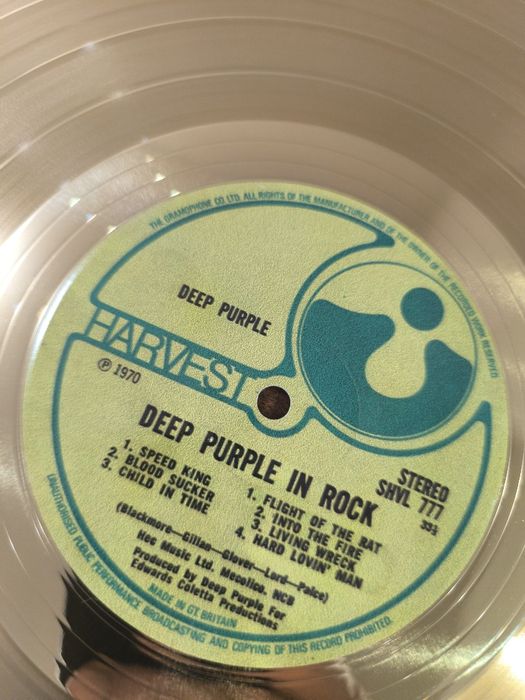 THE GRAMOPHONE CO LTD. ALL RIGHTS OF THE MANUFACTURER AND OF THE OWNER OF THE RECORDED WORK RESERVED
DEEP PURPLE
HARVEST
℗ 1970
DEEP PURPLE IN ROCK
STEREO
SHVL 777
33⅓
1. SPEED KING
2. BLOOD SUCKER
3. CHILD IN TIME
1. FLIGHT OF THE RAT
2. INTO THE FIRE
3. LIVING WRECK
4. HARD LOVIN' MAN
(Blackmore—Gillan—Glover—Lord—Paice)
Hec Music Ltd. Mecolico. NCB
Produced by Deep Purple For
Edwards Coletta Productions
MADE IN GT. BRITAIN
UNAUTHORISED PUBLIC PERFORMANCE BROADCASTING AND COPYING OF THIS RECORD PROHIBITED.